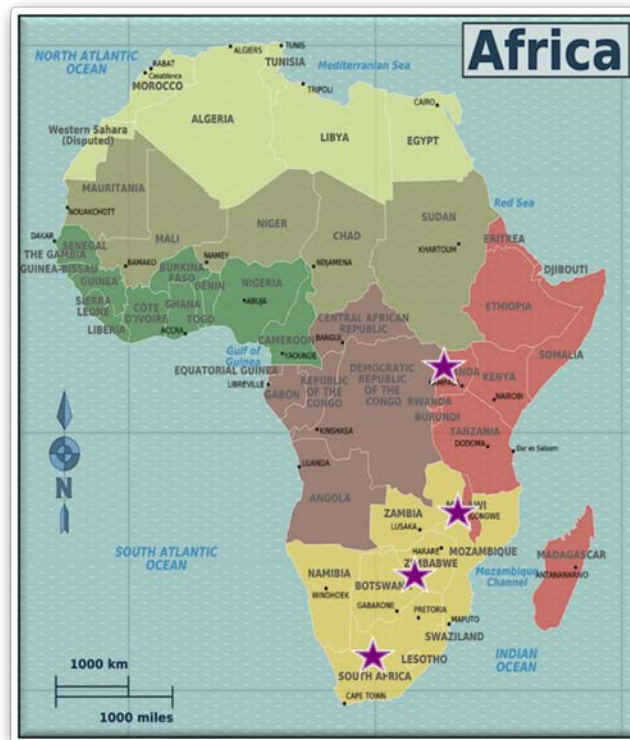 Africa
NORTH ATLANTIC
OCEAN
ALGIERS
TUNIS
TUNISIA
RABAT
Casablanca
MOROCCO
Mediterranean Sea
TRIPOLI
CAIRO
ALGERIA
LIBYA
EGYPT
Western Sahara
(Disputed)
MAURITANIA
NOUAKCHOTT
MALI
NIGER
CHAD
SUDAN
KHARTOUM
Red Sea
ERITREA
DAKAR
SENEGAL
THE GAMBIA
GUINEA-BISSAU
BAMAKO
BURKINA
FASO
NIAMEY
NDJAMENA
DJIBOUTI
GUINEA
BENIN
NIGERIA
ABUJA
SIERRA
LEONE
CÔTE
D'IVOIRE
GHANA
TOGO
LIBERIA
ACCRA
ETHIOPIA
CENTRAL AFRICAN
REPUBLIC
CAMEROON
BANGUI
YAOUNDE
Gulf of
Guinea
SOMALIA
EQUATORIAL GUINEA
LIBREVILLE
GABON
REPUBLIC
OF THE
CONGO
DEMOCRATIC
REPUBLIC
OF THE
CONGO
KENYA
NAIROBI
RWANDA
BURUNDI
TANZANIA
DODOMA
Dar es Salaam
KINSHASA
LUANDA
N
ANGOLA
ZAMBIA
LUSAKA
SOUTH ATLANTIC
OCEAN
HARARE
MOZAMBIQUE
MADAGASCAR
ANTANANARIVO
Mozambique
Channel
NAMIBIA
WINDHOEK
GABARONE
PRETORIA
MAPUTO
SWAZILAND
LESOTHO
INDIAN
OCEAN
SOUTH AFRICA
CAPE TOWN
1000 km
1000 miles